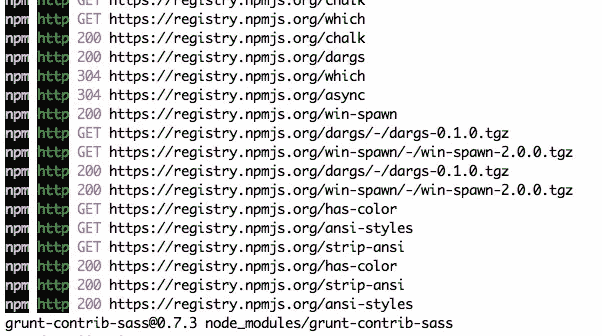 npm http GET https://registry.npmjs.org/chalk
npm http GET https://registry.npmjs.org/which
npm http 200 https://registry.npmjs.org/chalk
npm http 200 https://registry.npmjs.org/dargs
npm http 304 https://registry.npmjs.org/which
npm http 304 https://registry.npmjs.org/async
npm http 200 https://registry.npmjs.org/win-spawn
npm http GET https://registry.npmjs.org/dargs/-/dargs-0.1.0.tgz
npm http GET https://registry.npmjs.org/win-spawn/-/win-spawn-2.0.0.tgz
npm http 200 https://registry.npmjs.org/dargs/-/dargs-0.1.0.tgz
npm http 200 https://registry.npmjs.org/win-spawn/-/win-spawn-2.0.0.tgz
npm http GET https://registry.npmjs.org/has-color
npm http GET https://registry.npmjs.org/ansi-styles
npm http GET https://registry.npmjs.org/strip-ansi
npm http 200 https://registry.npmjs.org/has-color
npm http 200 https://registry.npmjs.org/strip-ansi
npm http 200 https://registry.npmjs.org/ansi-styles
grunt-contrib-sass@0.7.3 node_modules/grunt-contrib-sass